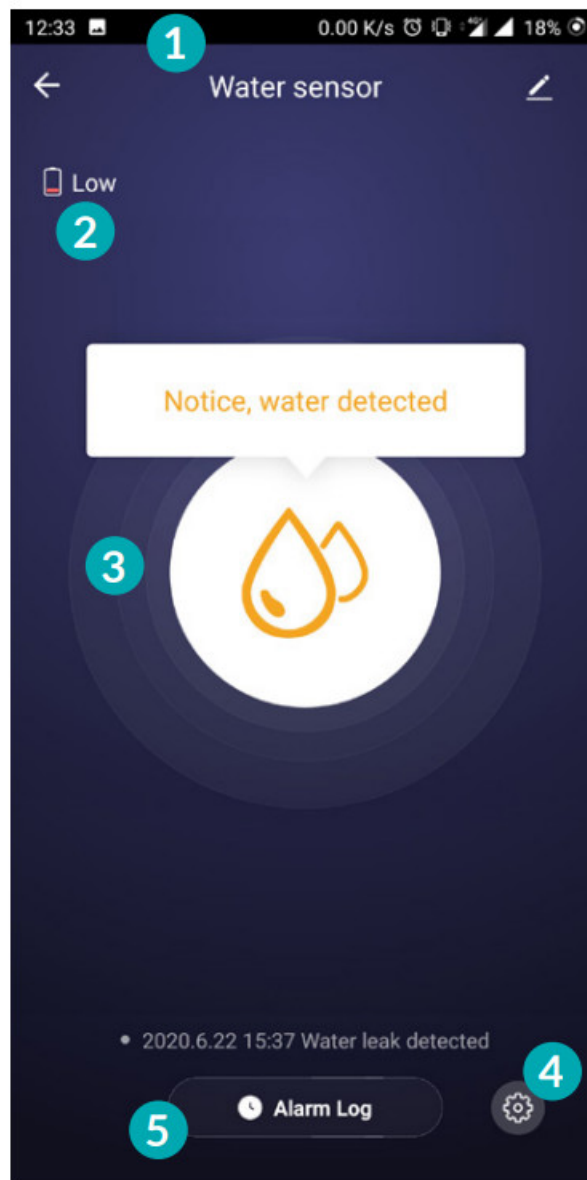 12:33 0.00 K/s 4G 18%
1
Water sensor
Low
2
Notice, water detected
3
2020.6.22 15:37 Water leak detected
4
Alarm Log
5